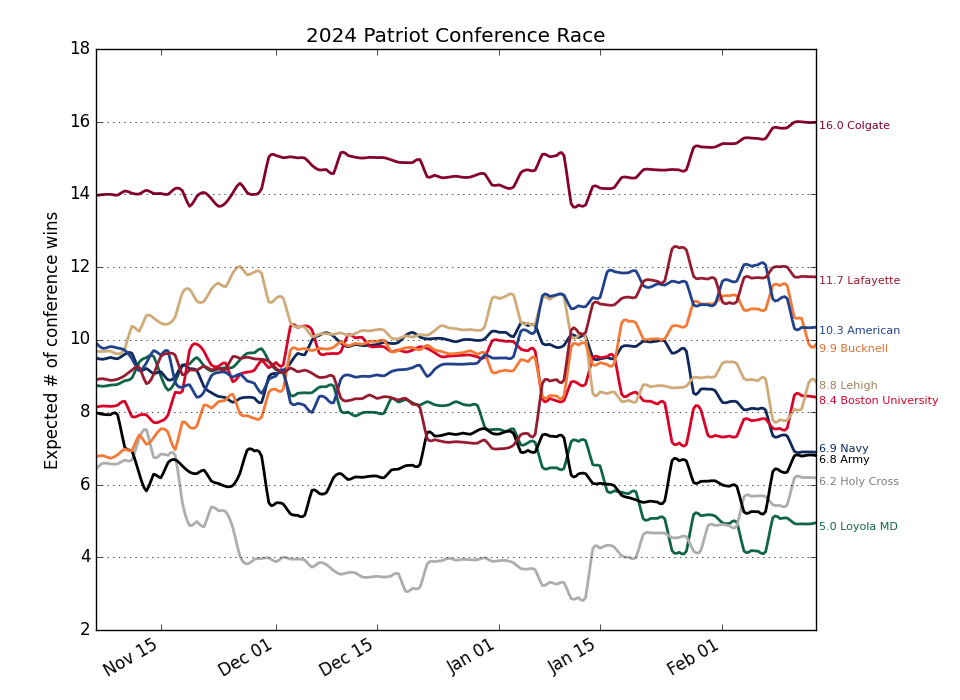 2024 Patriot Conference Race
Expected # of conference wins
18
16
14
12
10
8
6
4
2
16.0 Colgate
11.7 Lafayette
10.3 American
9.9 Bucknell
8.8 Lehigh
8.4 Boston University
6.9 Navy
6.8 Army
6.2 Holy Cross
5.0 Loyola MD
Nov 15
Dec 01
Dec 15
Jan 01
Jan 15
Feb 01